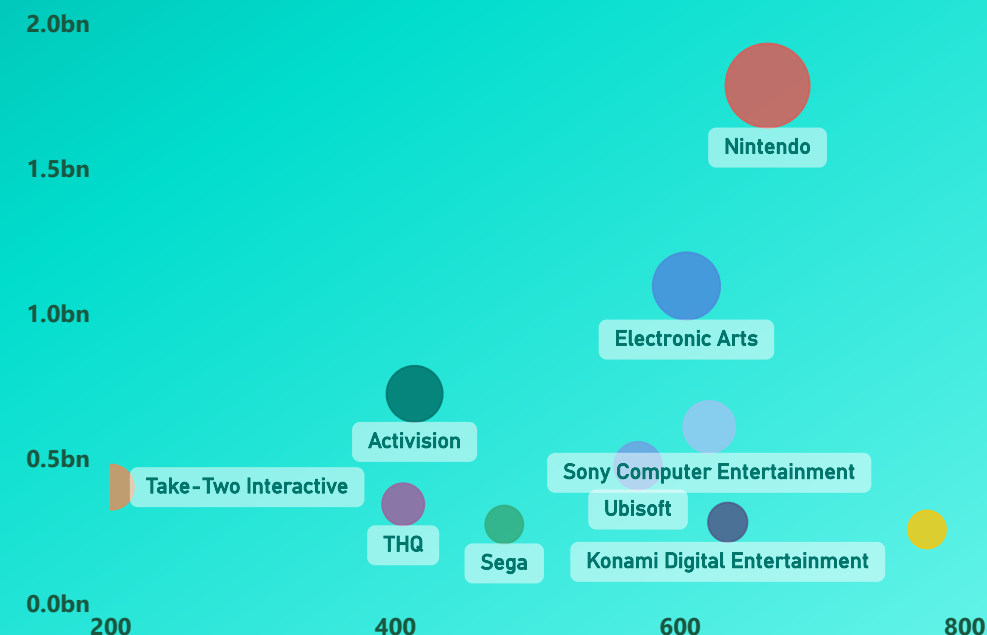 2.0bn
Nintendo
1.5bn
1.0bn
Electronic Arts
Activision
0.5bn
Sony Computer Entertainment
Take-Two Interactive
Ubisoft
THQ
Sega
Konami Digital Entertainment
0.0bn
200
400
600
800